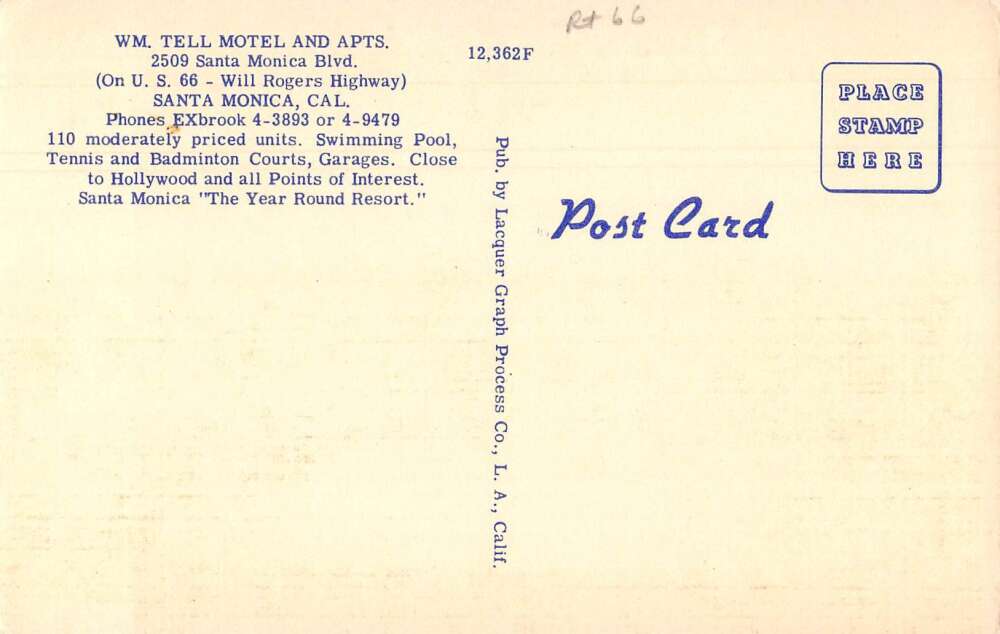 Rt 66
WM. TELL MOTEL AND APTS.
2509 Santa Monica Blvd.
(On U. S. 66 - Will Rogers Highway)
SANTA MONICA, CAL.
Phones EXbrook 4-3893 or 4-9479
110 moderately priced units. Swimming Pool,
Tennis and Badminton Courts, Garages. Close
to Hollywood and all Points of Interest.
Santa Monica "The Year Round Resort."
12,362F
Pub. by Lacquer Graph Process Co., L. A., Calif.
Post Card
PLACE
STAMP
HERE